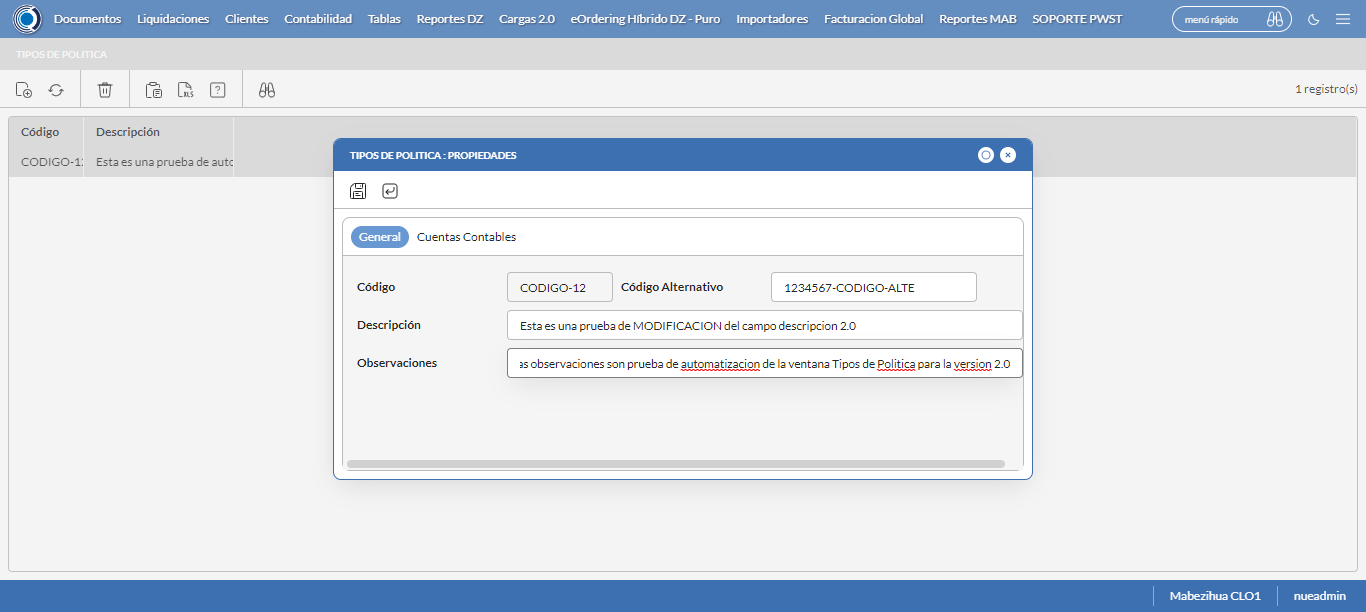 Documentos Liquidaciones Clientes Contabilidad Tablas Reportes DZ Cargas 2.0 eOrdering Híbrido DZ - Puro Importadores Facturacion Global Reportes MAB SOPORTE PWST menú rápido
TIPOS DE POLITICA
XLS ? 1 registro(s)
Código Descripción
CODIGO-12 Esta es una prueba de auto
TIPOS DE POLITICA : PROPIEDADES
General Cuentas Contables
Código CODIGO-12 Código Alternativo 1234567-CODIGO-ALTE
Descripción Esta es una prueba de MODIFICACION del campo descripcion 2.0
Observaciones as observaciones son prueba de automatizacion de la ventana Tipos de Politica para la version 2.0
Mabezihua CLO1 nueadmin